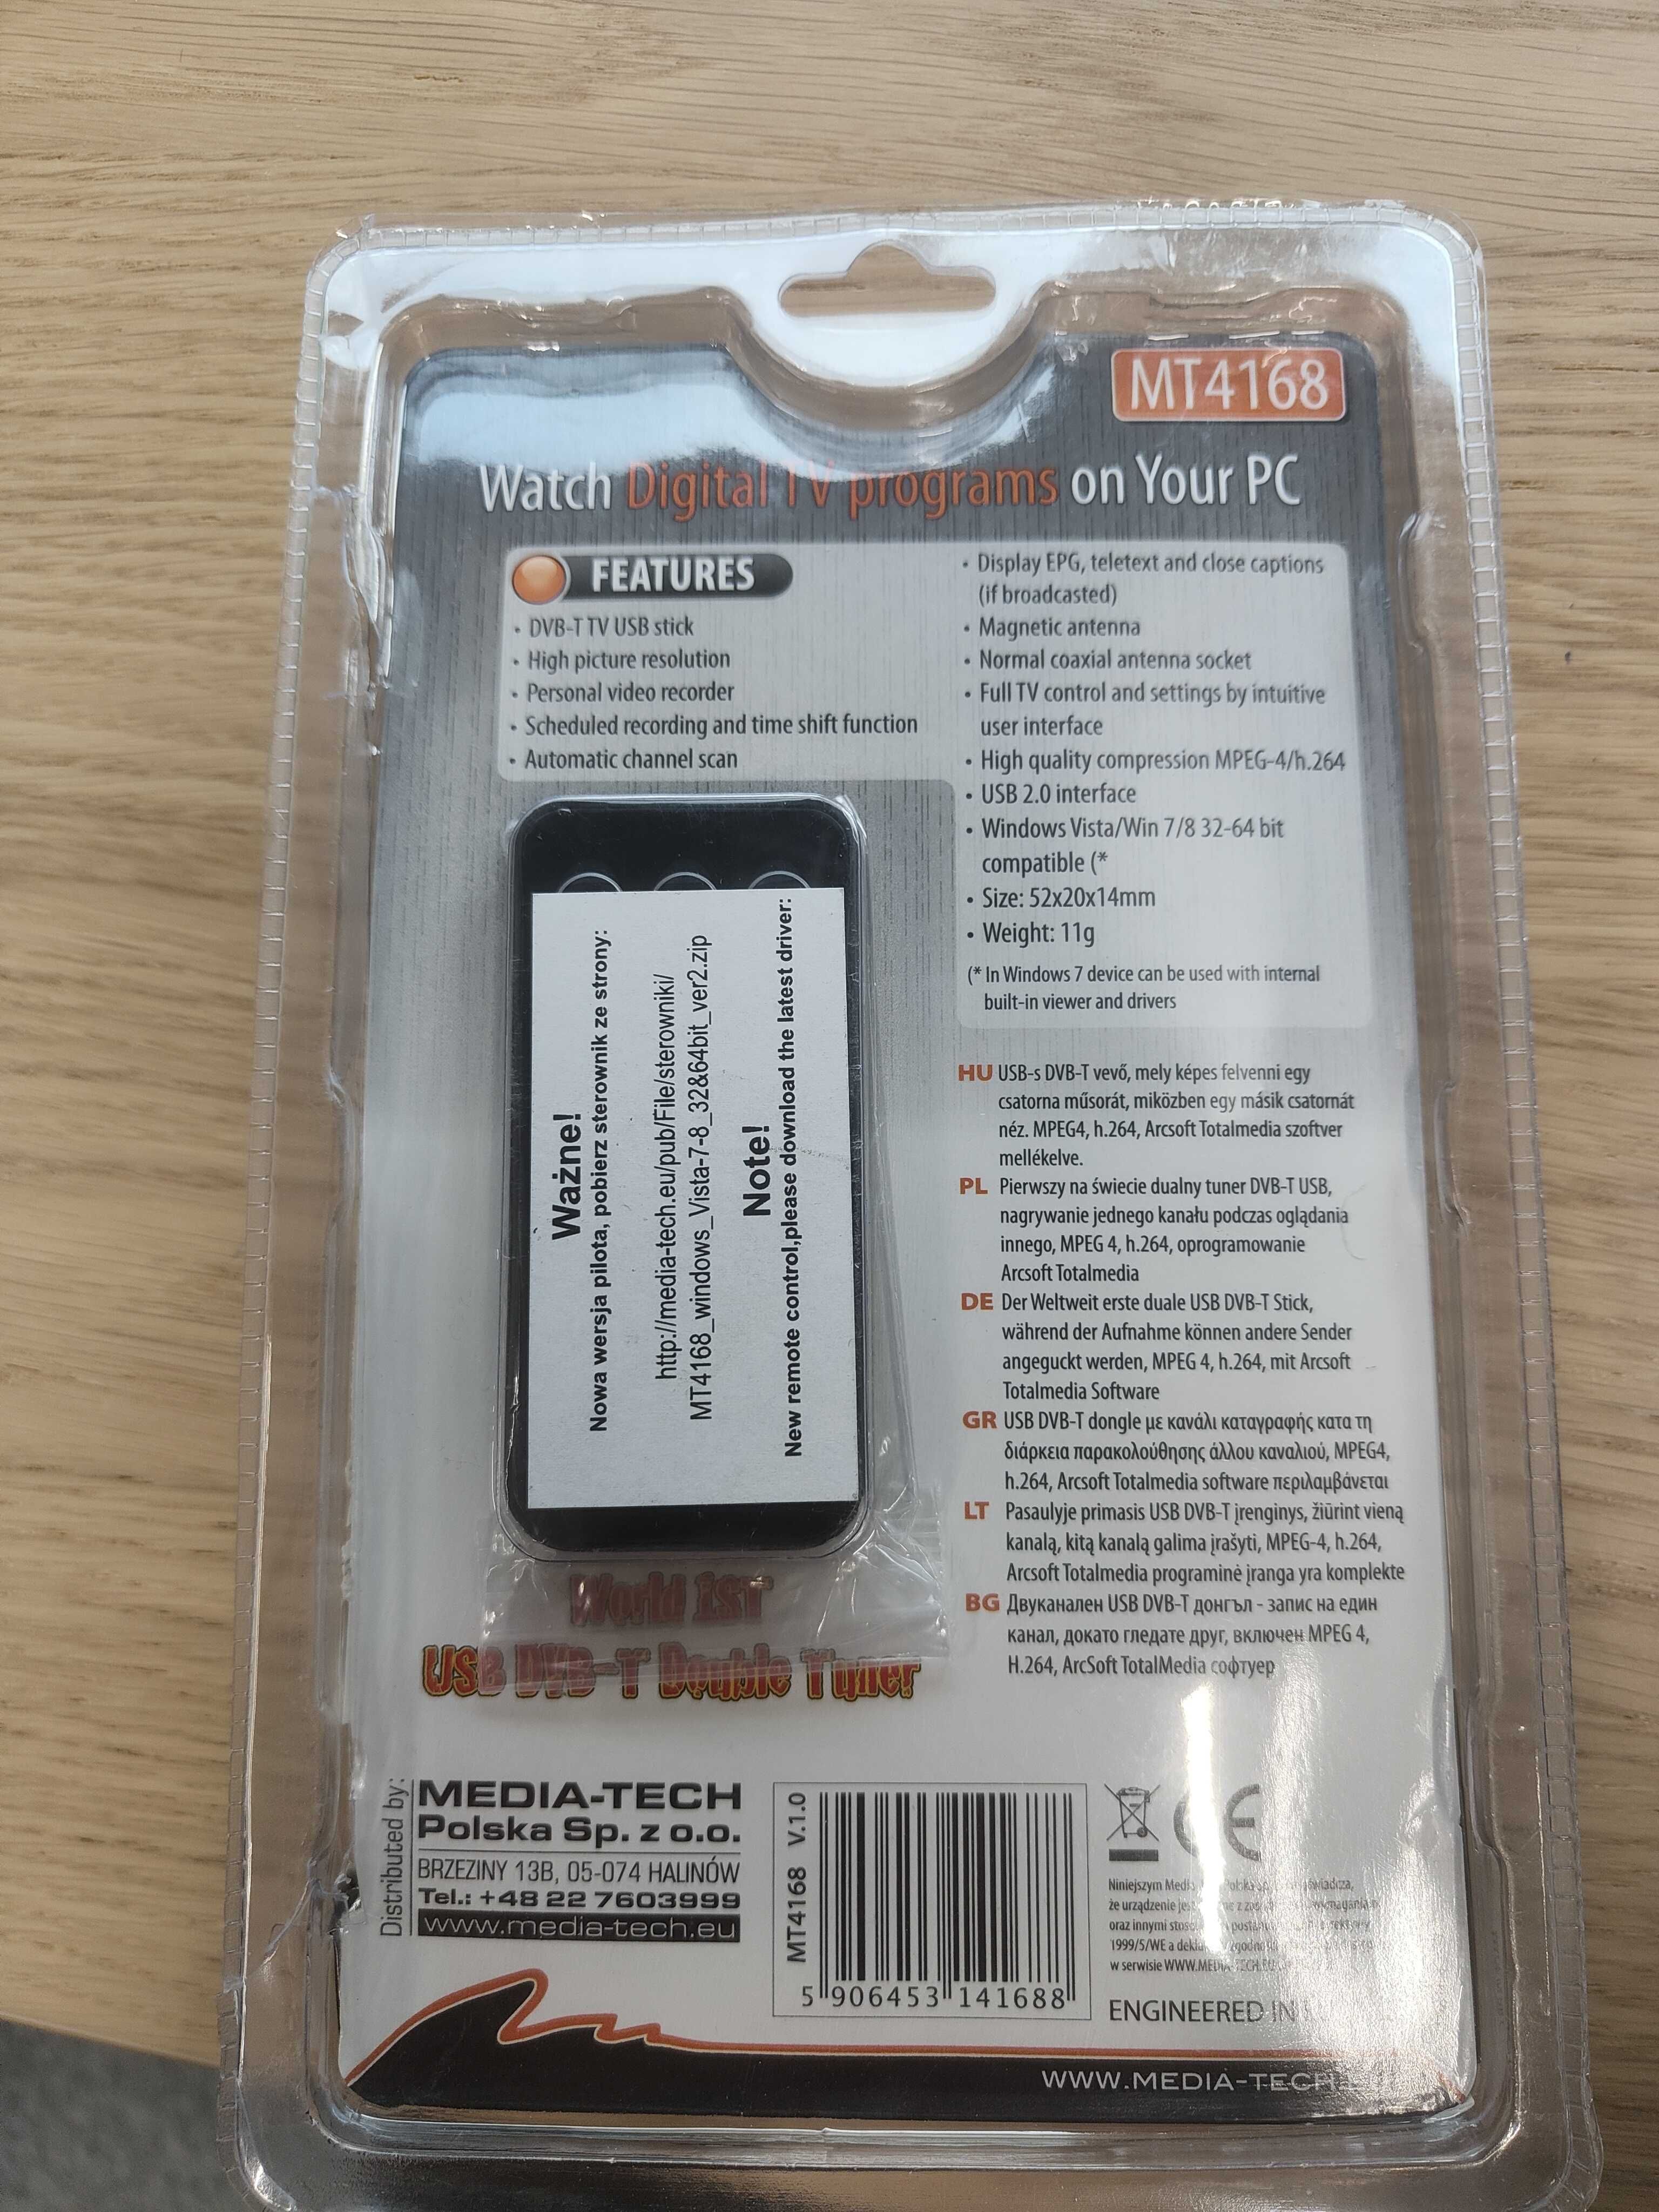 MT4168
Watch Digital TV programs on Your PC
FEATURES
• DVB-T TV USB stick
• High picture resolution
• Personal video recorder
• Scheduled recording and time shift function
• Automatic channel scan
• Display EPG, teletext and close captions
(if broadcasted)
• Magnetic antenna
• Normal coaxial antenna socket
• Full TV control and settings by intuitive
user interface
• High quality compression MPEG-4/h.264
• USB 2.0 interface
• Windows Vista/Win 7/8 32-64 bit
compatible (*
• Size: 52x20x14mm
• Weight: 11g
(* In Windows 7 device can be used with internal
built-in viewer and drivers
Ważne!
Nowa wersja pilota, pobierz sterownik ze strony:
http://media-tech.eu/pub/File/sterowniki/
MT4168_windows_Vista-7-8_32&64bit_ver2.zip
Note!
New remote control,please download the latest driver:
HU USB-s DVB-T vevő, mely képes felvenni egy
csatorna műsorát, miközben egy másik csatornát
néz. MPEG4, h.264, Arcsoft Totalmedia szoftver
mellékelve.
PL Pierwszy na świecie dualny tuner DVB-T USB,
nagrywanie jednego kanału podczas oglądania
innego, MPEG 4, h.264, oprogramowanie
Arcsoft Totalmedia
DE Der Weltweit erste duale USB DVB-T Stick,
während der Aufnahme können andere Sender
angeguckt werden, MPEG 4, h.264, mit Arcsoft
Totalmedia Software
GR USB DVB-T dongle με κανάλι καταγραφής κατα τη
διάρκεια παρακολούθησης άλλου καναλιού, MPEG4,
h.264, Arcsoft Totalmedia software περιλαμβάνεται
LT Pasaulyje primasis USB DVB-T įrenginys, žiūrint vieną
kanalą, kitą kanalą galima įrašyti, MPEG-4, h.264,
Arcsoft Totalmedia programinė įranga yra komplekte
BG Двуканален USB DVB-T донгъл - запис на един
канал, докато гледате друг, включен MPEG 4,
H.264, ArcSoft TotalMedia софтуер
World 1ST
USB DVB-T Double Tuner
Distributed by:
MEDIA-TECH
Polska Sp. z o.o.
BRZEZINY 13B, 05-074 HALINÓW
Tel.: +48 22 7603999
www.media-tech.eu
MT4168 V.1.0
5 906453 141688
CE
Niniejszym
że urządzenie
oraz innymi
1999/5/WE a
w serwisie
ENGINEERED IN
WWW.MEDIA-TECH